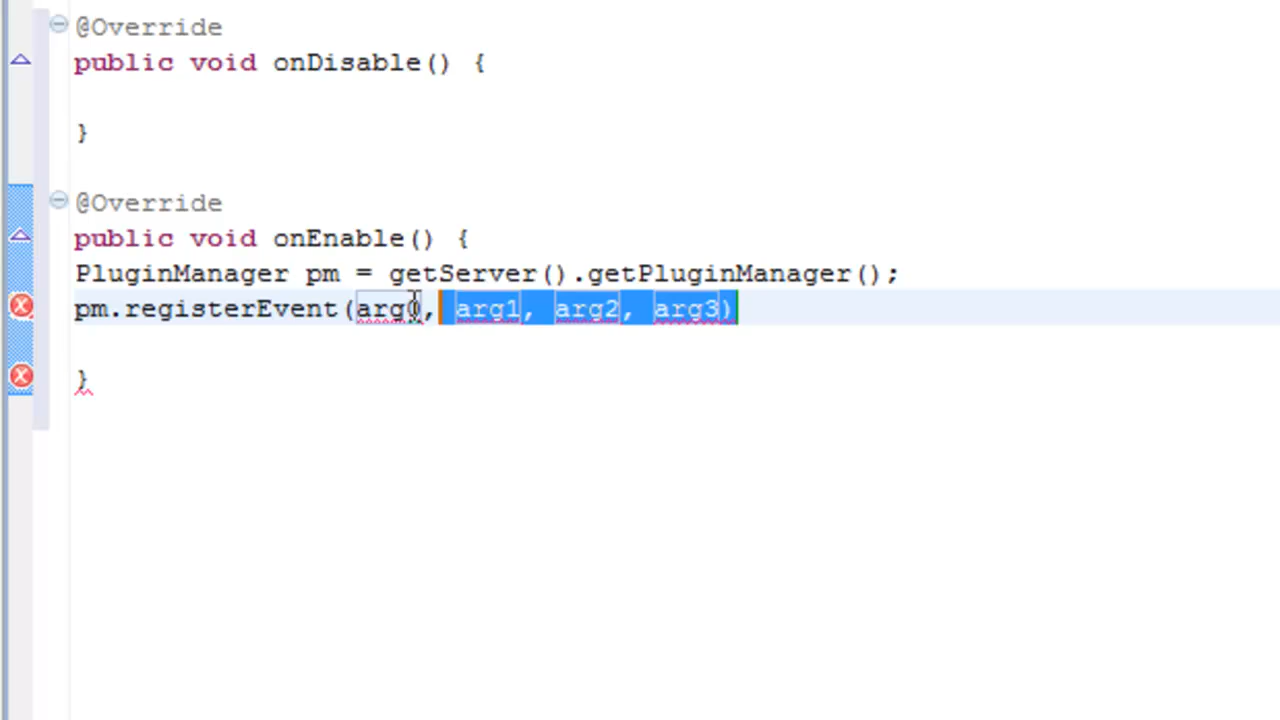 @Override
public void onDisable() {
}
@Override
public void onEnable() {
PluginManager pm = getServer().getPluginManager();
pm.registerEvent(arg0, arg1, arg2, arg3)
}